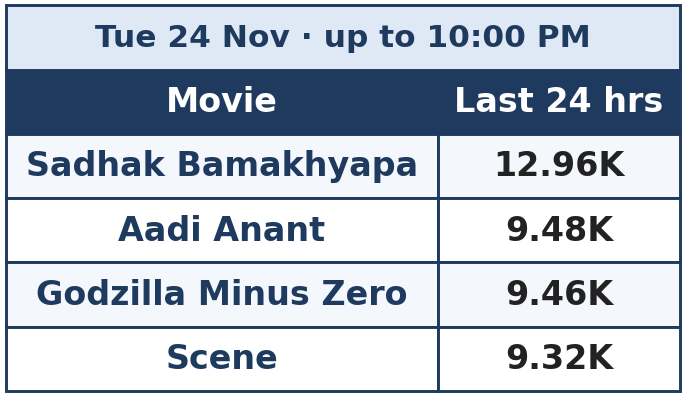 Tue 24 Nov · up to 10:00 PM
Movie Last 24 hrs
Sadhak Bamakhyapa 12.96K
Aadi Anant 9.48K
Godzilla Minus Zero 9.46K
Scene 9.32K